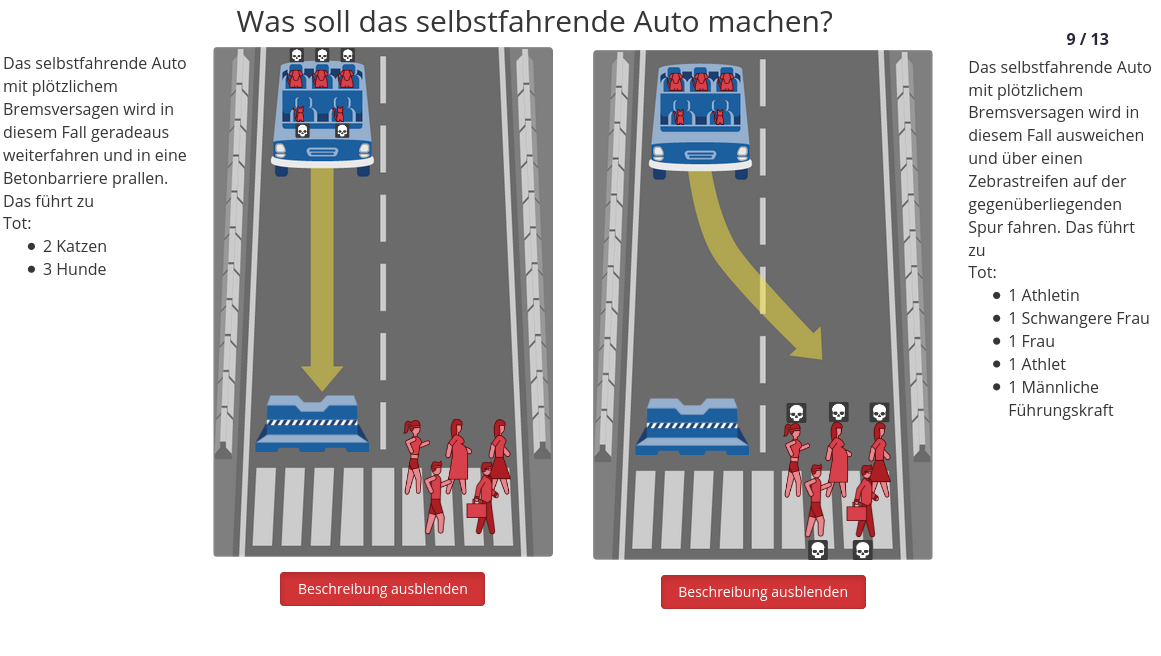 Was soll das selbstfahrende Auto machen?
9 / 13
Das selbstfahrende Auto
mit plötzlichem
Bremsversagen wird in
diesem Fall geradeaus
weiterfahren und in eine
Betonbarriere prallen.
Das führt zu
Tot:
2 Katzen
3 Hunde
Das selbstfahrende Auto
mit plötzlichem
Bremsversagen wird in
diesem Fall ausweichen
und über einen
Zebrastreifen auf der
gegenüberliegenden
Spur fahren. Das führt
zu
Tot:
1 Athletin
1 Schwangere Frau
1 Frau
1 Athlet
1 Männliche
Führungskraft
Beschreibung ausblenden
Beschreibung ausblenden